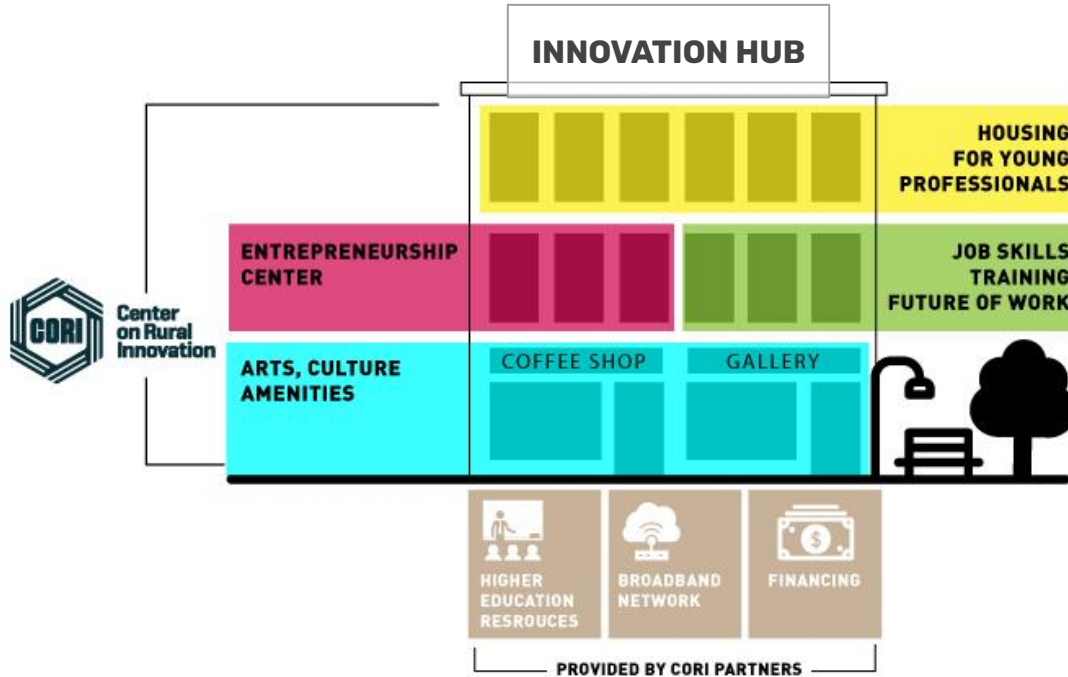 INNOVATION HUB
HOUSING
FOR YOUNG
PROFESSIONALS
ENTREPRENEURSHIP
CENTER
JOB SKILLS
TRAINING
FUTURE OF WORK
CORI
Center
on Rural
Innovation
ARTS, CULTURE
AMENITIES
COFFEE SHOP
GALLERY
$
HIGHER
EDUCATION
RESROUCES
BROADBAND
NETWORK
FINANCING
PROVIDED BY CORI PARTNERS